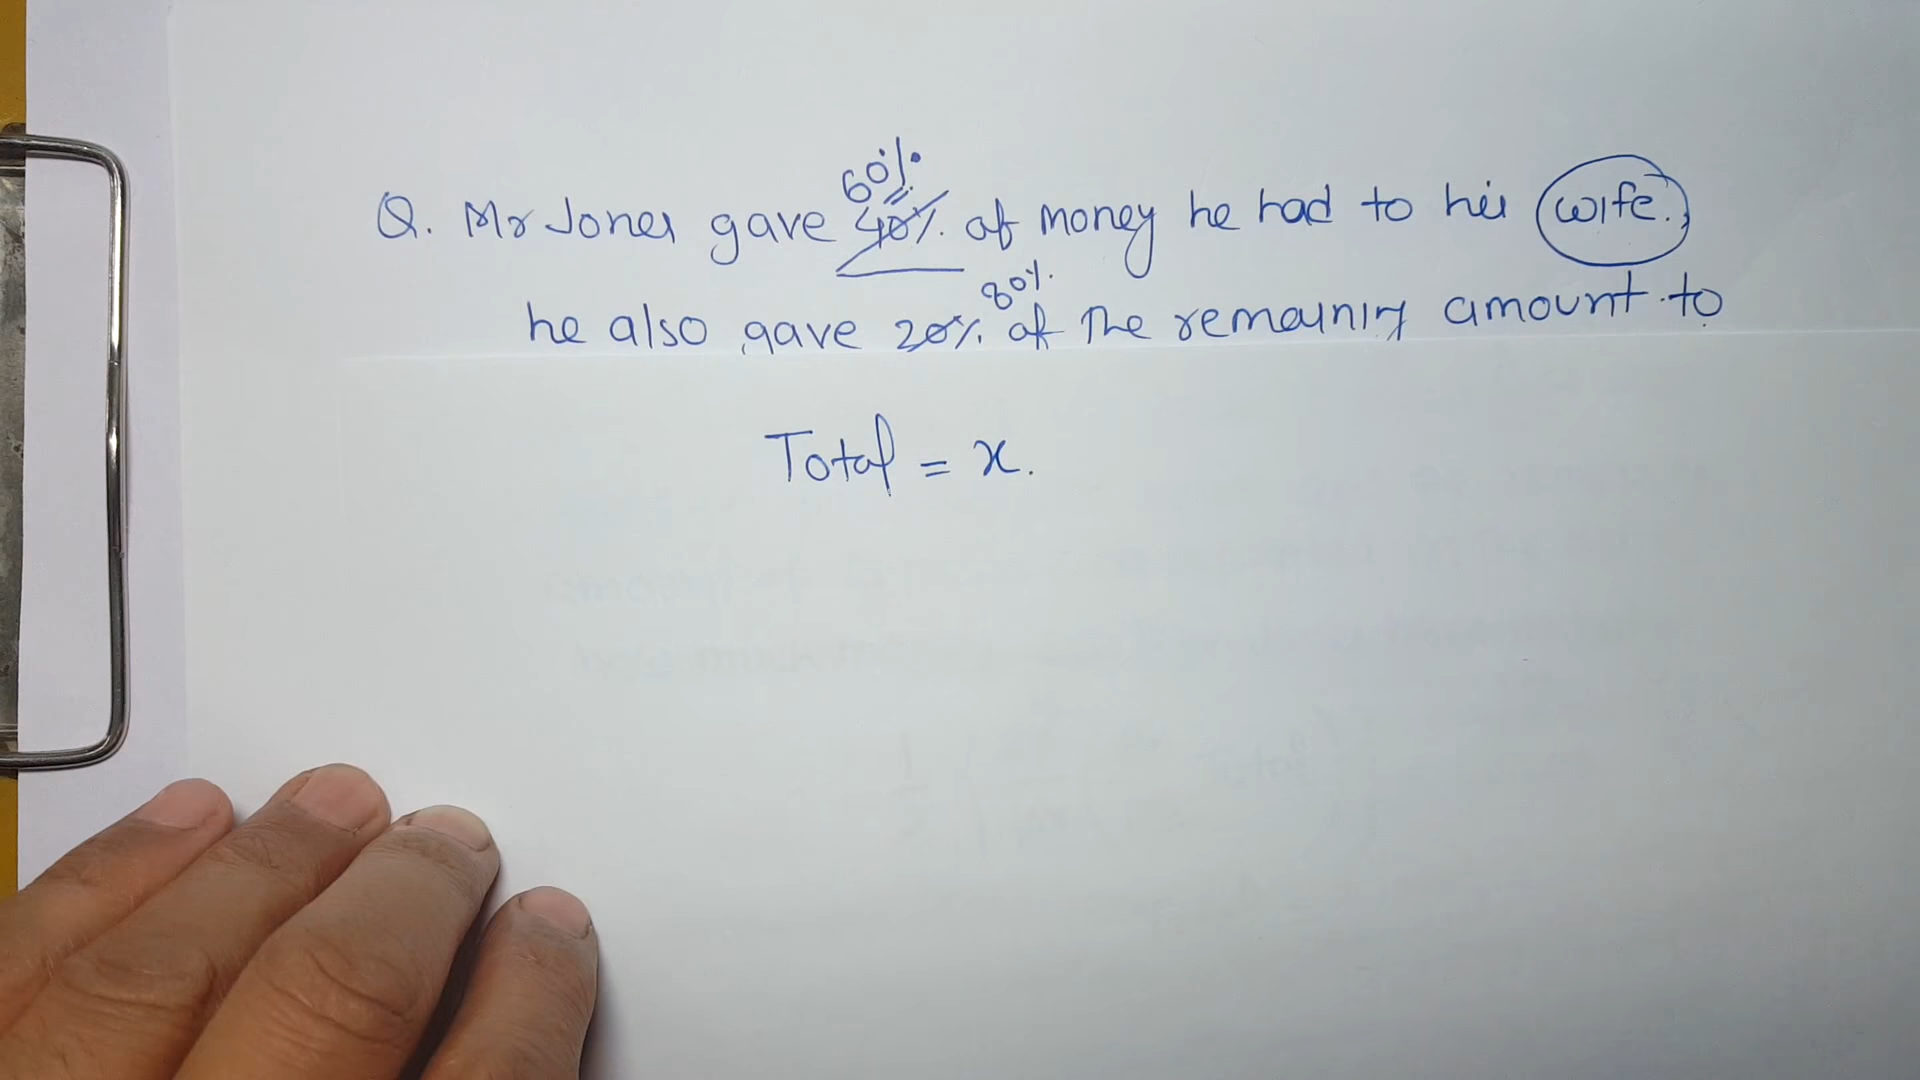 60%
Q. Mr Jones gave 40% of money he had to his wife.
80%
he also gave 20% of the remaining amount to
Total = x.